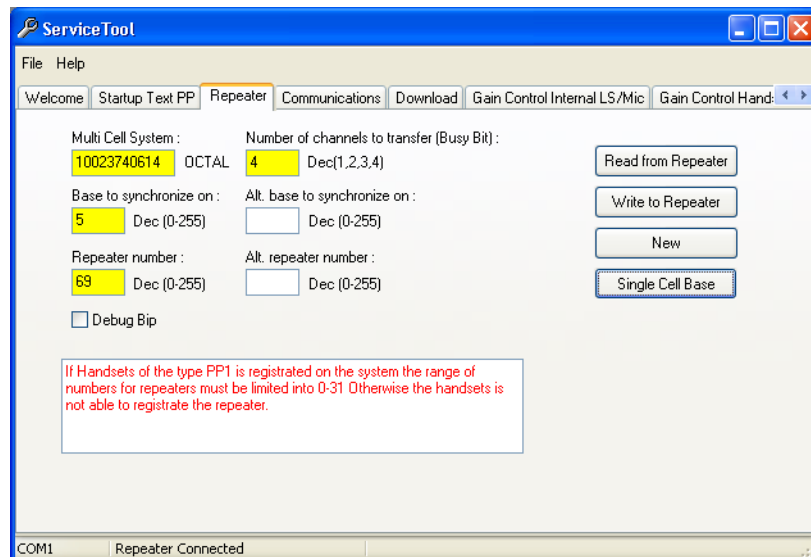 ServiceTool
File Help
Welcome Startup Text PP Repeater Communications Download Gain Control Internal LS/Mic Gain Control Hand
Multi Cell System : Number of channels to transfer (Busy Bit) :
10023740614 OCTAL 4 Dec(1,2,3,4) Read from Repeater
Base to synchronize on : Alt. base to synchronize on : Write to Repeater
5 Dec (0-255) Dec (0-255)
New
Repeater number : Alt. repeater number :
69 Dec (0-255) Dec (0-255) Single Cell Base
Debug Bip
If Handsets of the type PP1 is registrated on the system the range of
numbers for repeaters must be limited into 0-31 Otherwise the handsets is
not able to registrate the repeater.
COM1 Repeater Connected